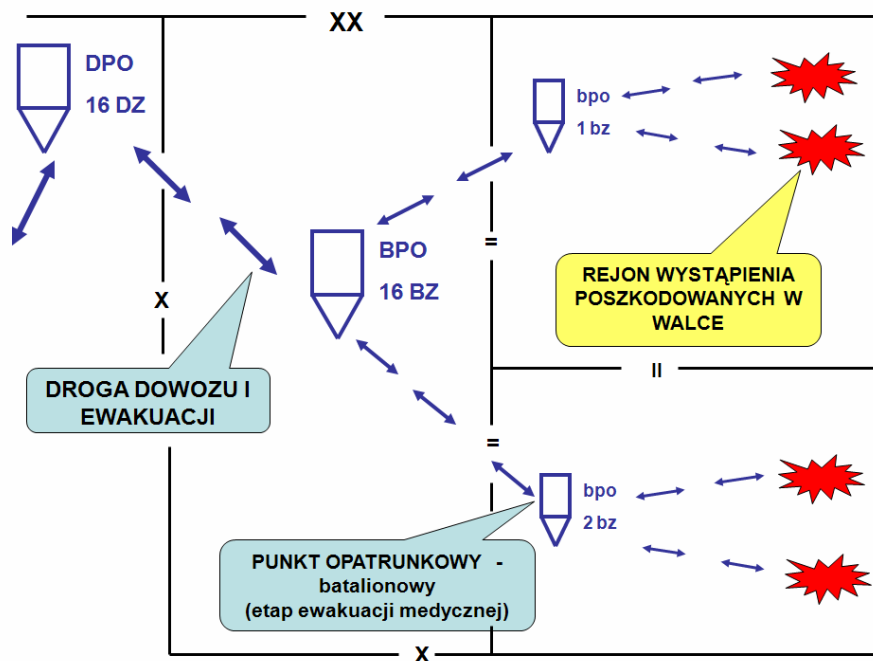 XX
DPO
16 DZ
bpo
1 bz
BPO
16 BZ
=
X
REJON WYSTĄPIENIA
POSZKODOWANYCH W
WALCE
DROGA DOWOZU I
EWAKUACJI
II
=
bpo
2 bz
PUNKT OPATRUNKOWY -
batalionowy
(etap ewakuacji medycznej)
X